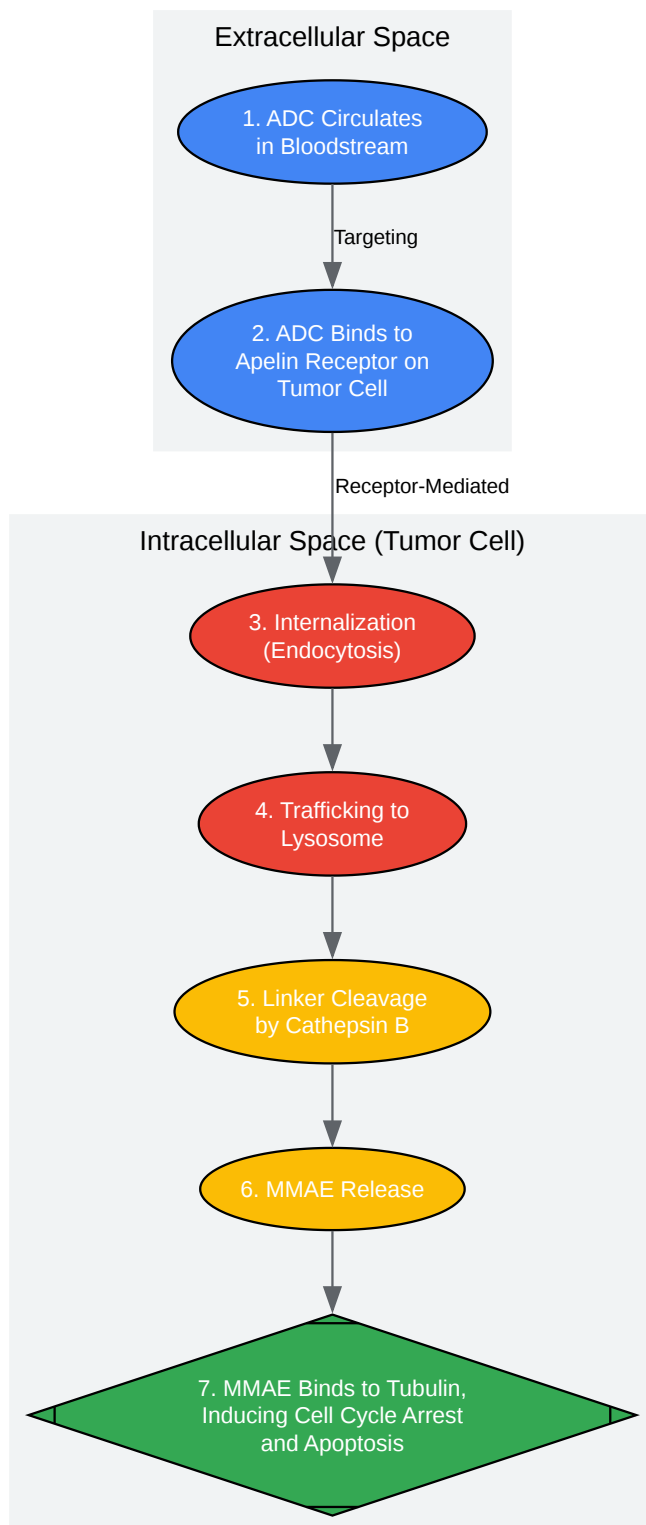 Extracellular Space
1. ADC Circulates
in Bloodstream
Targeting
2. ADC Binds to
Apelin Receptor on
Tumor Cell
Receptor-Mediated
Intracellular Space (Tumor Cell)
3. Internalization
(Endocytosis)
4. Trafficking to
Lysosome
5. Linker Cleavage
by Cathepsin B
6. MMAE Release
7. MMAE Binds to Tubulin,
Inducing Cell Cycle Arrest
and Apoptosis